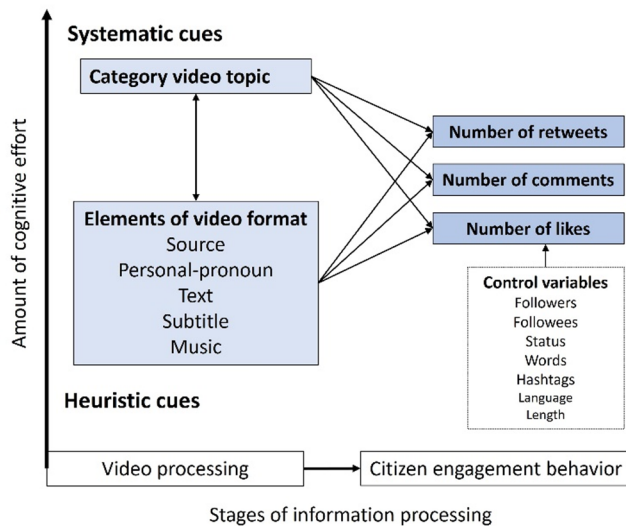 Amount of cognitive effort
Systematic cues
Category video topic
Elements of video format
Source
Personal-pronoun
Text
Subtitle
Music
Heuristic cues
Number of retweets
Number of comments
Number of likes
Control variables
Followers
Followees
Status
Words
Hashtags
Language
Length
Video processing
Citizen engagement behavior
Stages of information processing